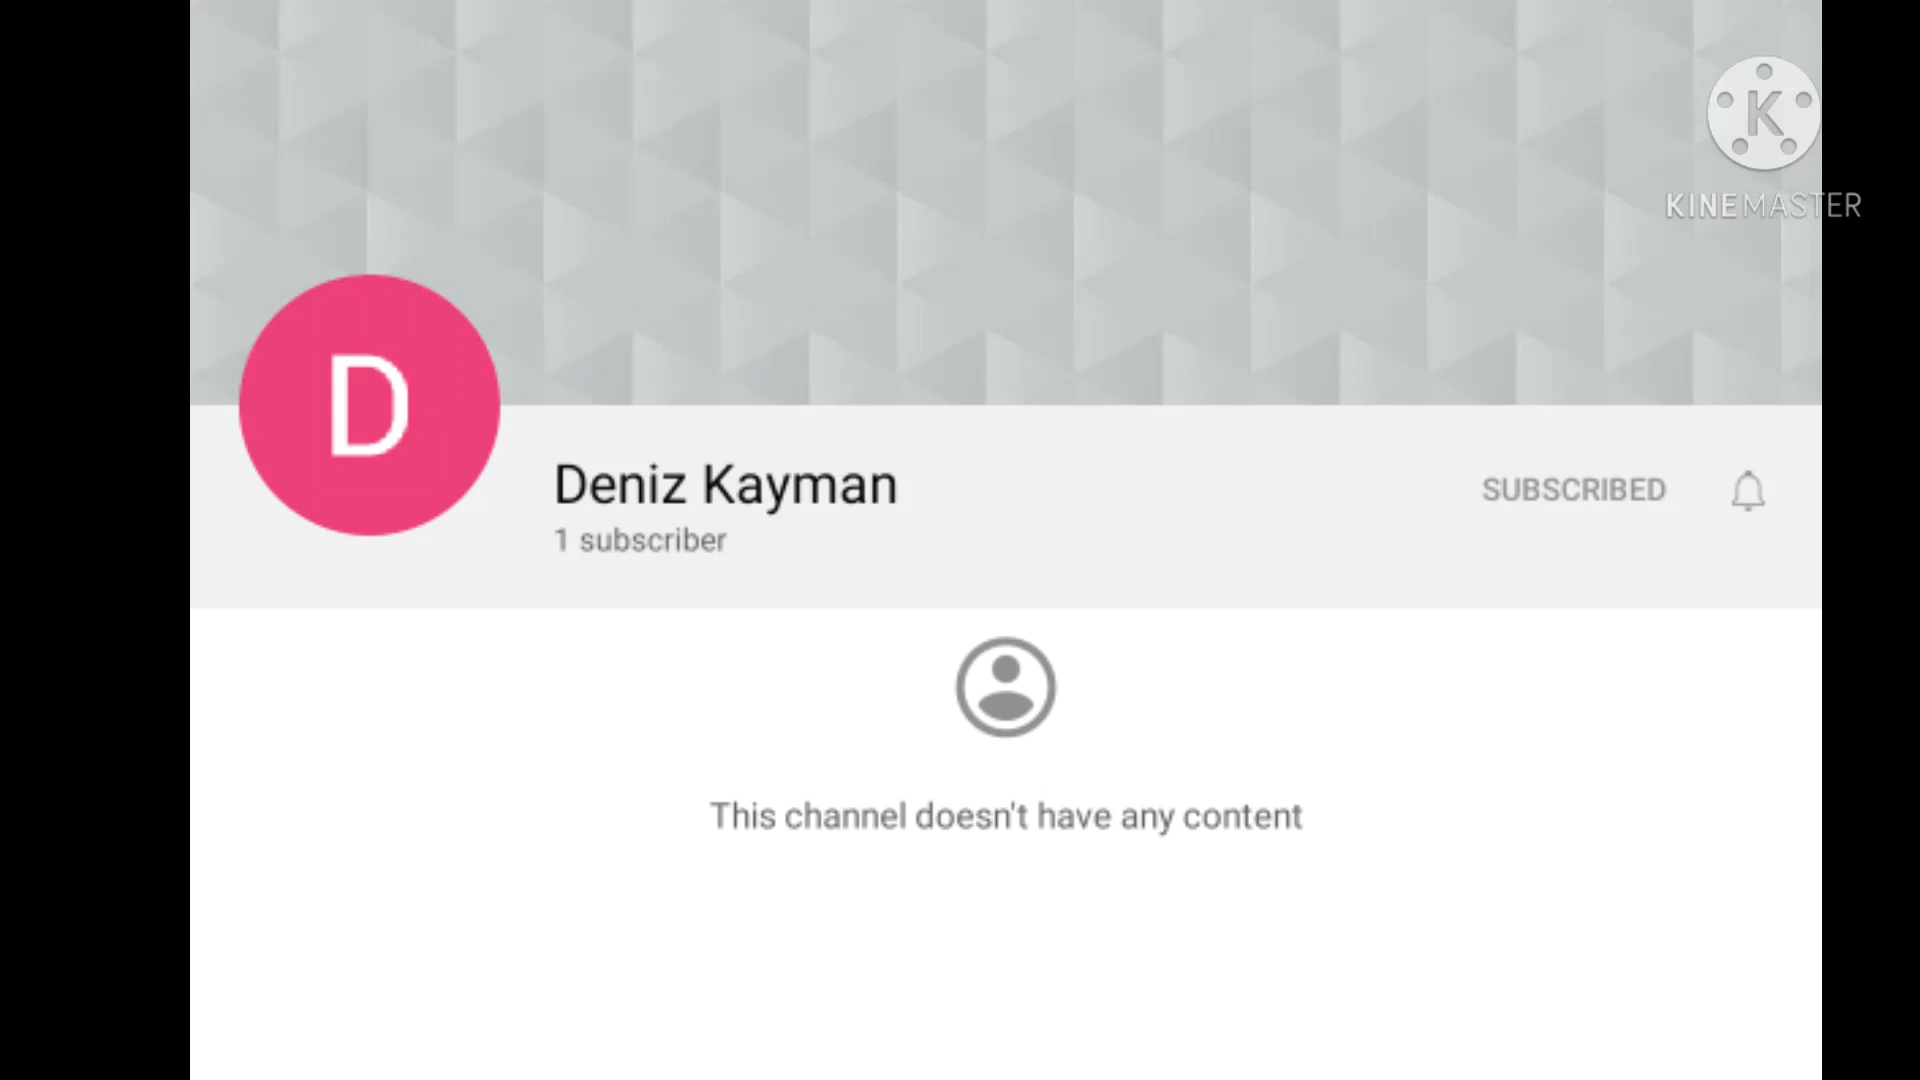 K
KINEMASTER
D
Deniz Kayman
SUBSCRIBED
1 subscriber
This channel doesn't have any content